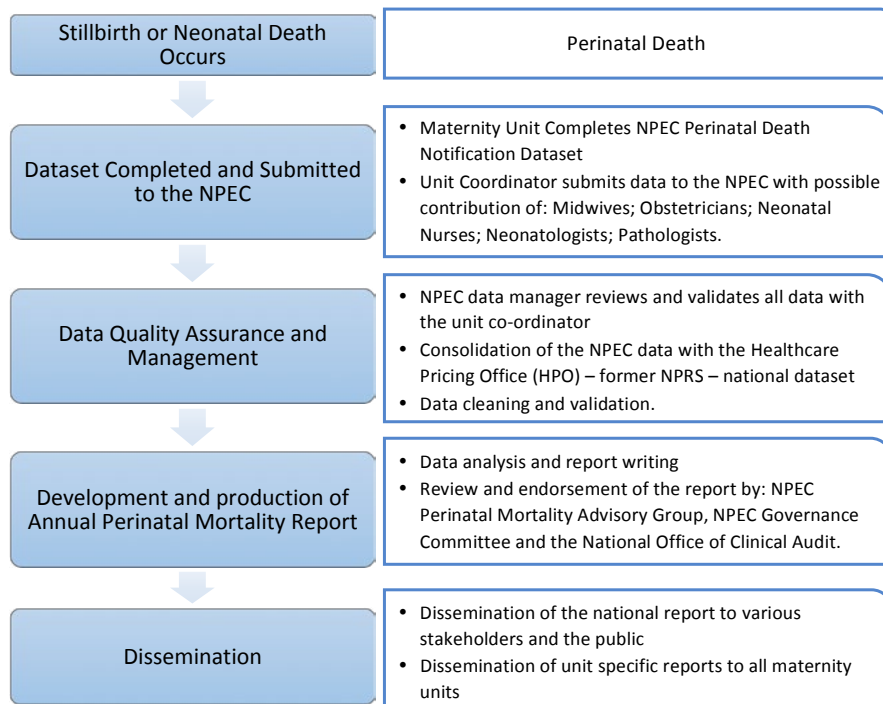 Stillbirth or Neonatal Death
Occurs
Perinatal Death
Dataset Completed and Submitted
to the NPEC
• Maternity Unit Completes NPEC Perinatal Death
Notification Dataset
• Unit Coordinator submits data to the NPEC with possible
contribution of: Midwives; Obstetricians; Neonatal
Nurses; Neonatologists; Pathologists.
Data Quality Assurance and
Management
• NPEC data manager reviews and validates all data with
the unit co-ordinator
• Consolidation of the NPEC data with the Healthcare
Pricing Office (HPO) – former NPRS – national dataset
• Data cleaning and validation.
Development and production of
Annual Perinatal Mortality Report
• Data analysis and report writing
• Review and endorsement of the report by: NPEC
Perinatal Mortality Advisory Group, NPEC Governance
Committee and the National Office of Clinical Audit.
Dissemination
• Dissemination of the national report to various
stakeholders and the public
• Dissemination of unit specific reports to all maternity
units